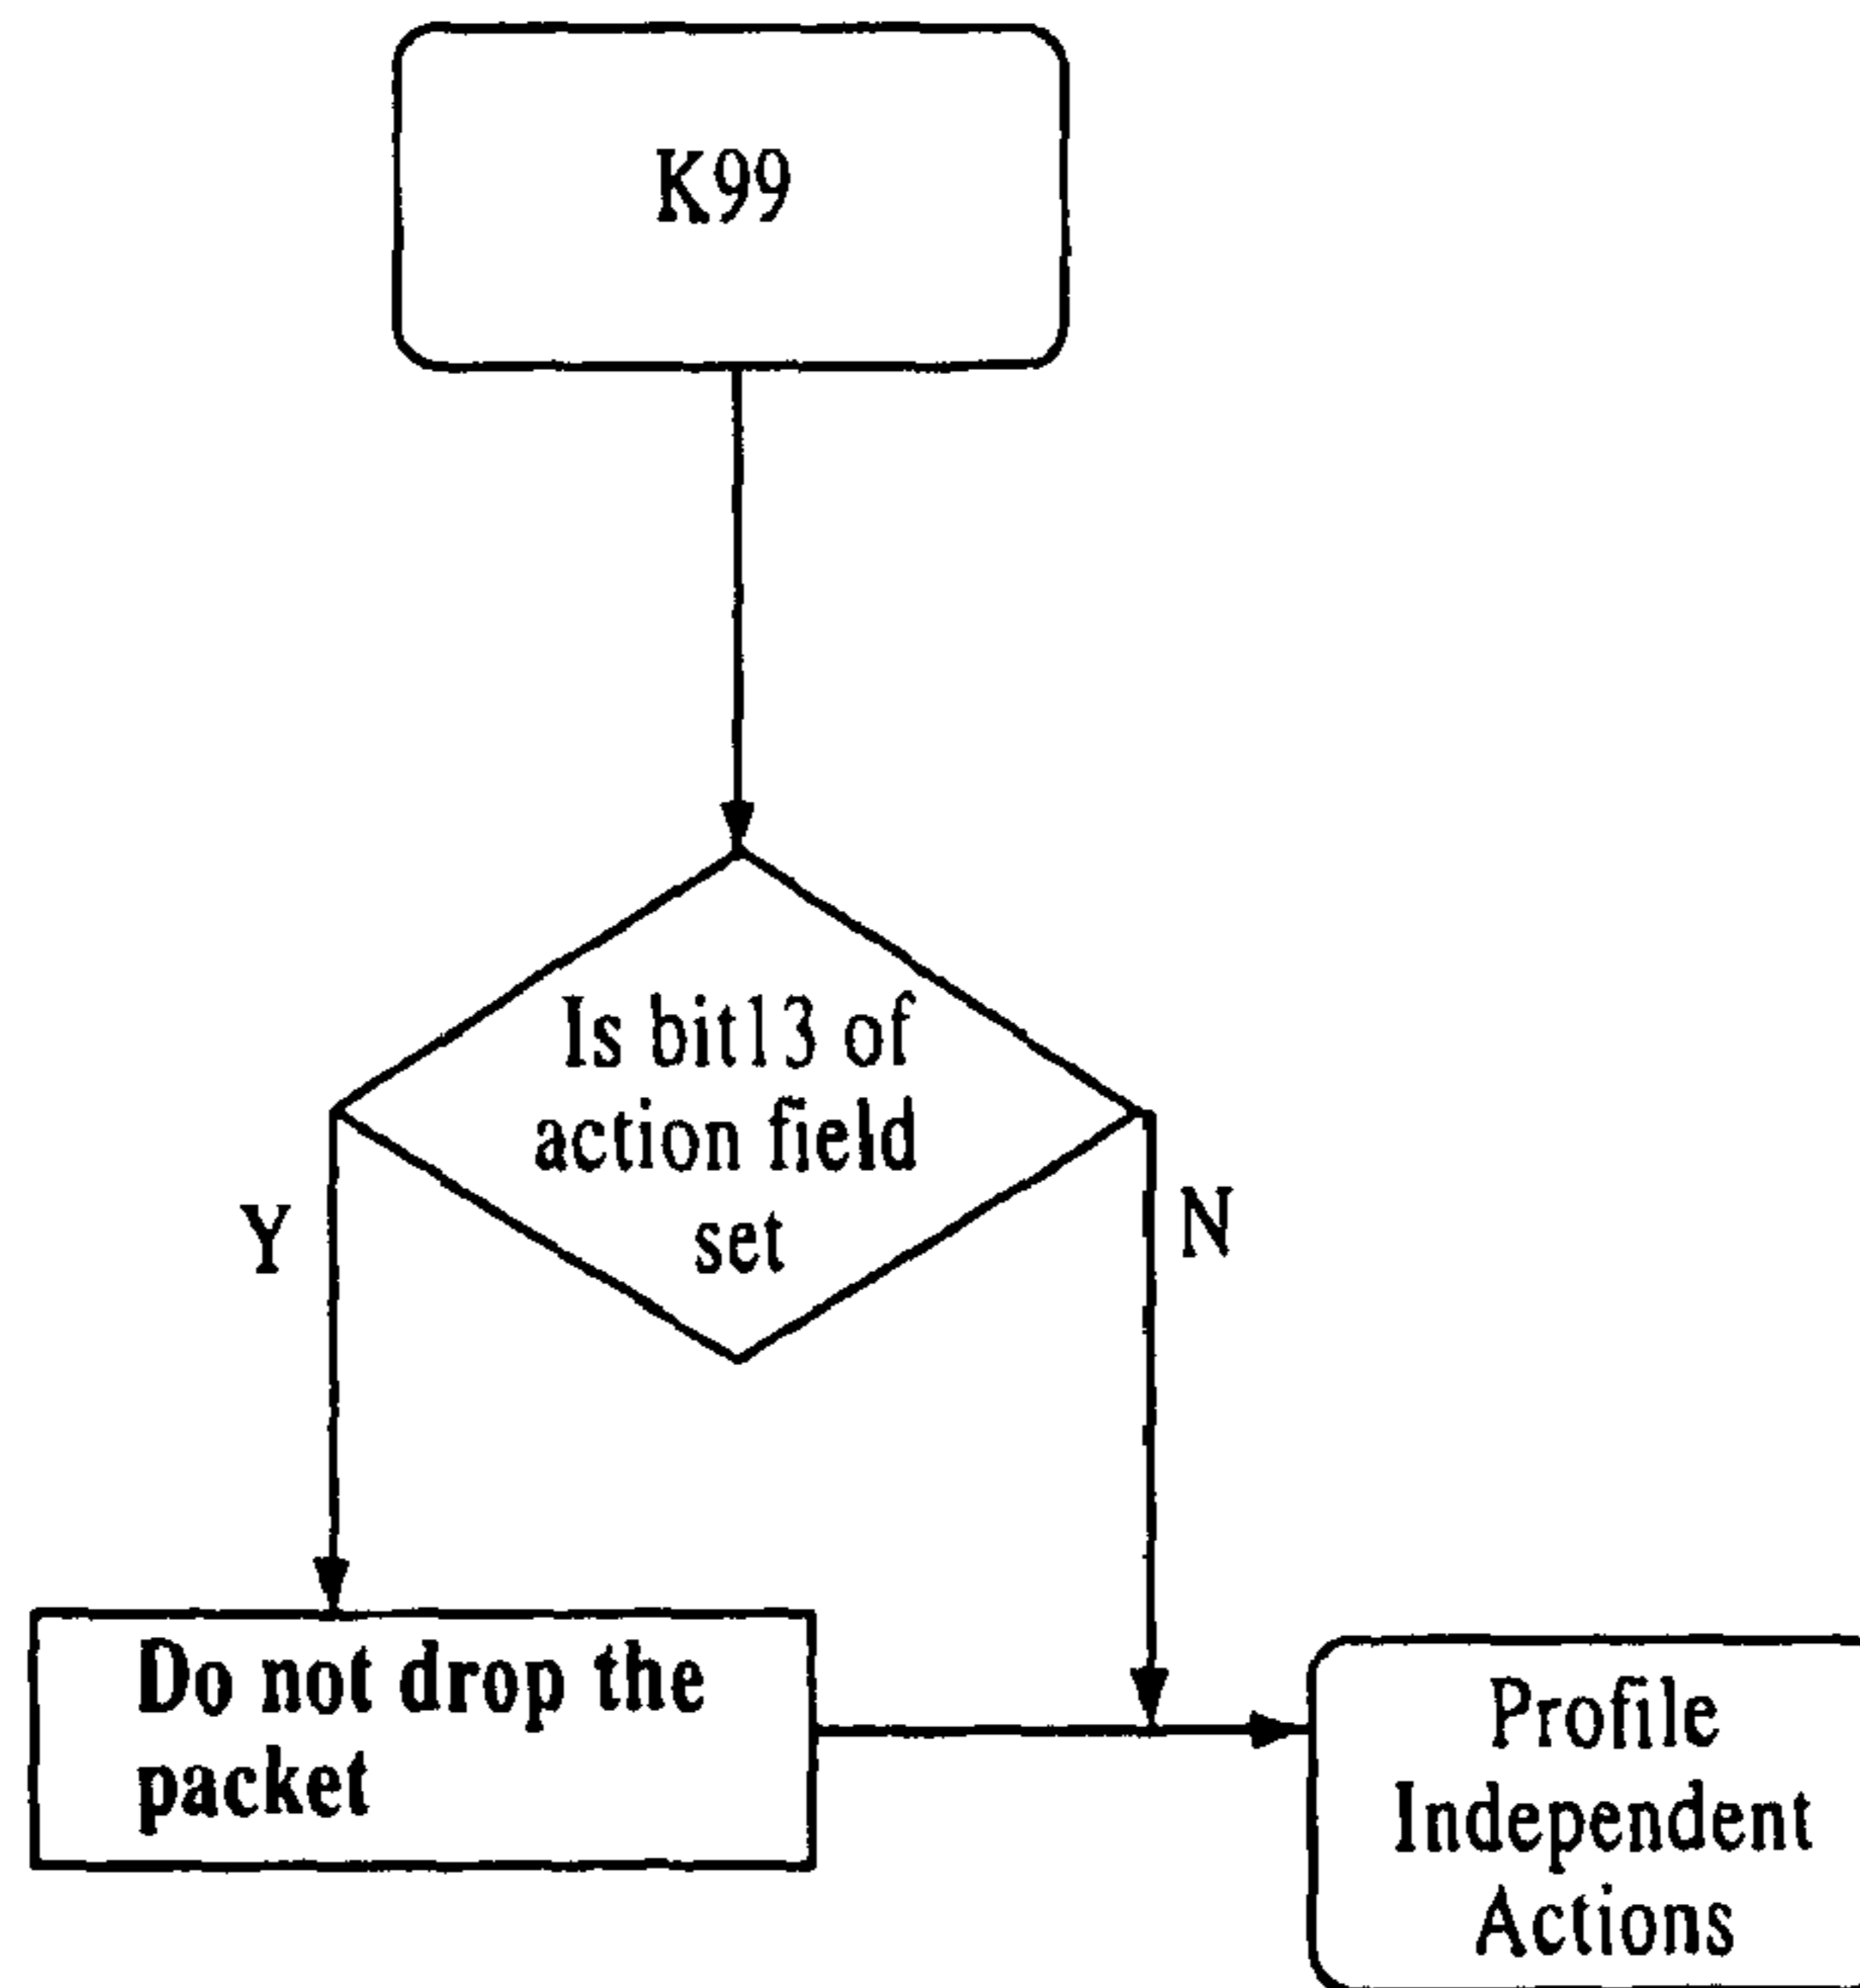 K99
Is bit13 of
action field
set
Y
N
Do not drop the
packet
Profile
Independent
Actions